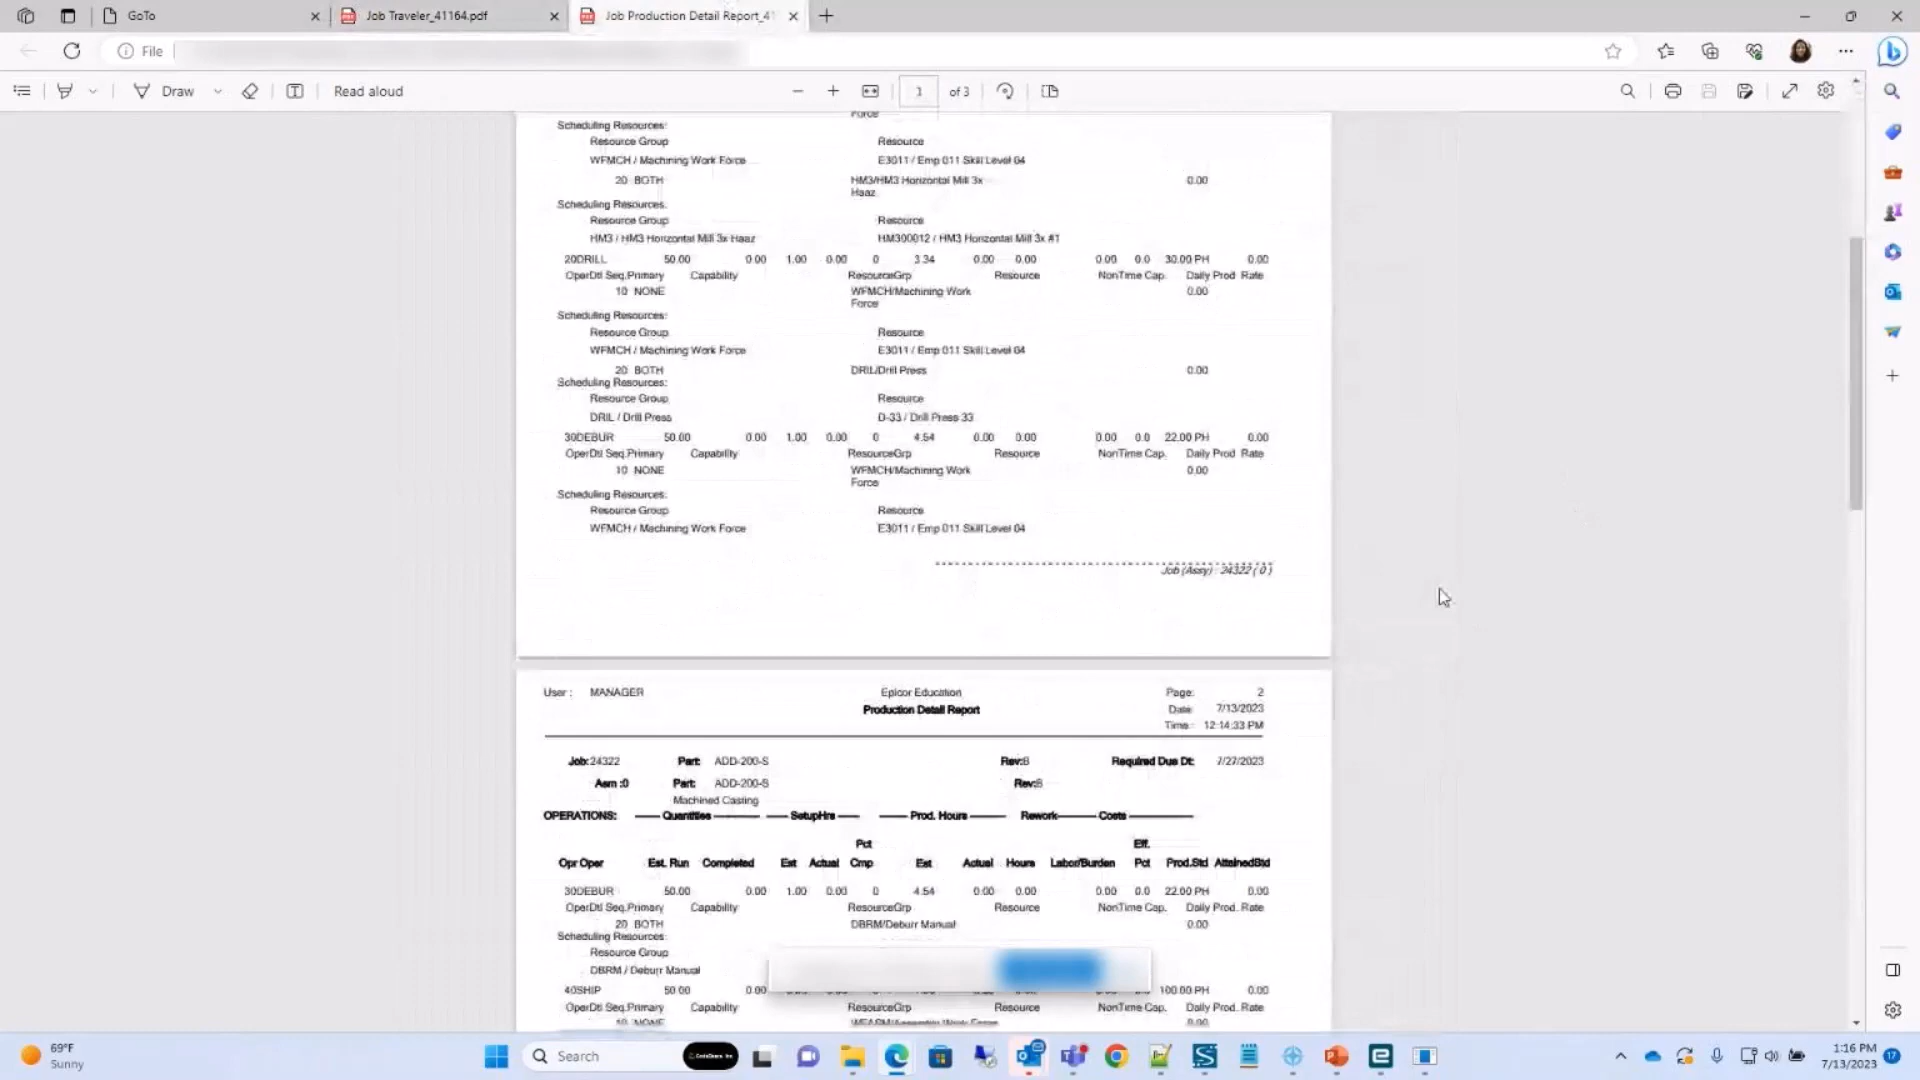 GoTo
Job Traveler_41164.pdf
Job Production Detail Report_41
File
Draw
Read aloud
1 of 3
Force
Scheduling Resources:
Resource Group Resource
WFMCH / Machining Work Force E3011 / Emp 011 Skill Level 04
20 BOTH HM3/HM3 Horizontal Mill 3x 0.00
Haaz
Scheduling Resources:
Resource Group Resource
HM3 / HM3 Horizontal Mill 3x Haaz HM300012 / HM3 Horizontal Mill 3x #1
20DRILL 50.00 0.00 1.00 0.00 0 3.34 0.00 0.00 0.00 0.0 30.00 PH 0.00
OperDtl Seq.Primary Capability ResourceGrp Resource NonTime Cap. Daily Prod Rate
10 NONE WFMCH/Machining Work 0.00
Force
Scheduling Resources:
Resource Group Resource
WFMCH / Machining Work Force E3011 / Emp 011 Skill Level 04
20 BOTH DRIL/Drill Press 0.00
Scheduling Resources:
Resource Group Resource
DRIL / Drill Press D-33 / Drill Press 33
30DEBUR 50.00 0.00 1.00 0.00 0 4.54 0.00 0.00 0.00 0.0 22.00 PH 0.00
OperDtl Seq.Primary Capability ResourceGrp Resource NonTime Cap. Daily Prod Rate
10 NONE WFMCH/Machining Work 0.00
Force
Scheduling Resources:
Resource Group Resource
WFMCH / Machining Work Force E3011 / Emp 011 Skill Level 04
Job (Assy) : 24322 ( 0 )
User : MANAGER Epicor Education Page: 2
Production Detail Report Date: 7/13/2023
Time: 12:14:33 PM
Job:24322 Part: ADD-200-S Rev:B Required Due Dt: 7/27/2023
Asm :0 Part: ADD-200-S Rev:B
Machined Casting
OPERATIONS: Quantities SetupHrs Prod. Hours Rework Costs
Pct Eff.
Opr Oper Est. Run Completed Est Actual Cmp Est Actual Hours Labor/Burden Pct Prod.Std AttainedStd
30DEBUR 50.00 0.00 1.00 0.00 0 4.54 0.00 0.00 0.00 0.0 22.00 PH 0.00
OperDtl Seq.Primary Capability ResourceGrp Resource NonTime Cap. Daily Prod. Rate
20 BOTH DBRM/Deburr Manual 0.00
Scheduling Resources:
Resource Group
DBRM / Deburr Manual
40SHIP 50.00 0.00 100.00 PH 0.00
OperDtl Seq.Primary Capability ResourceGrp Resource NonTime Cap. Daily Prod Rate
10 NONE 0.00
69°F
Sunny
Search
1:16 PM
7/13/2023
17